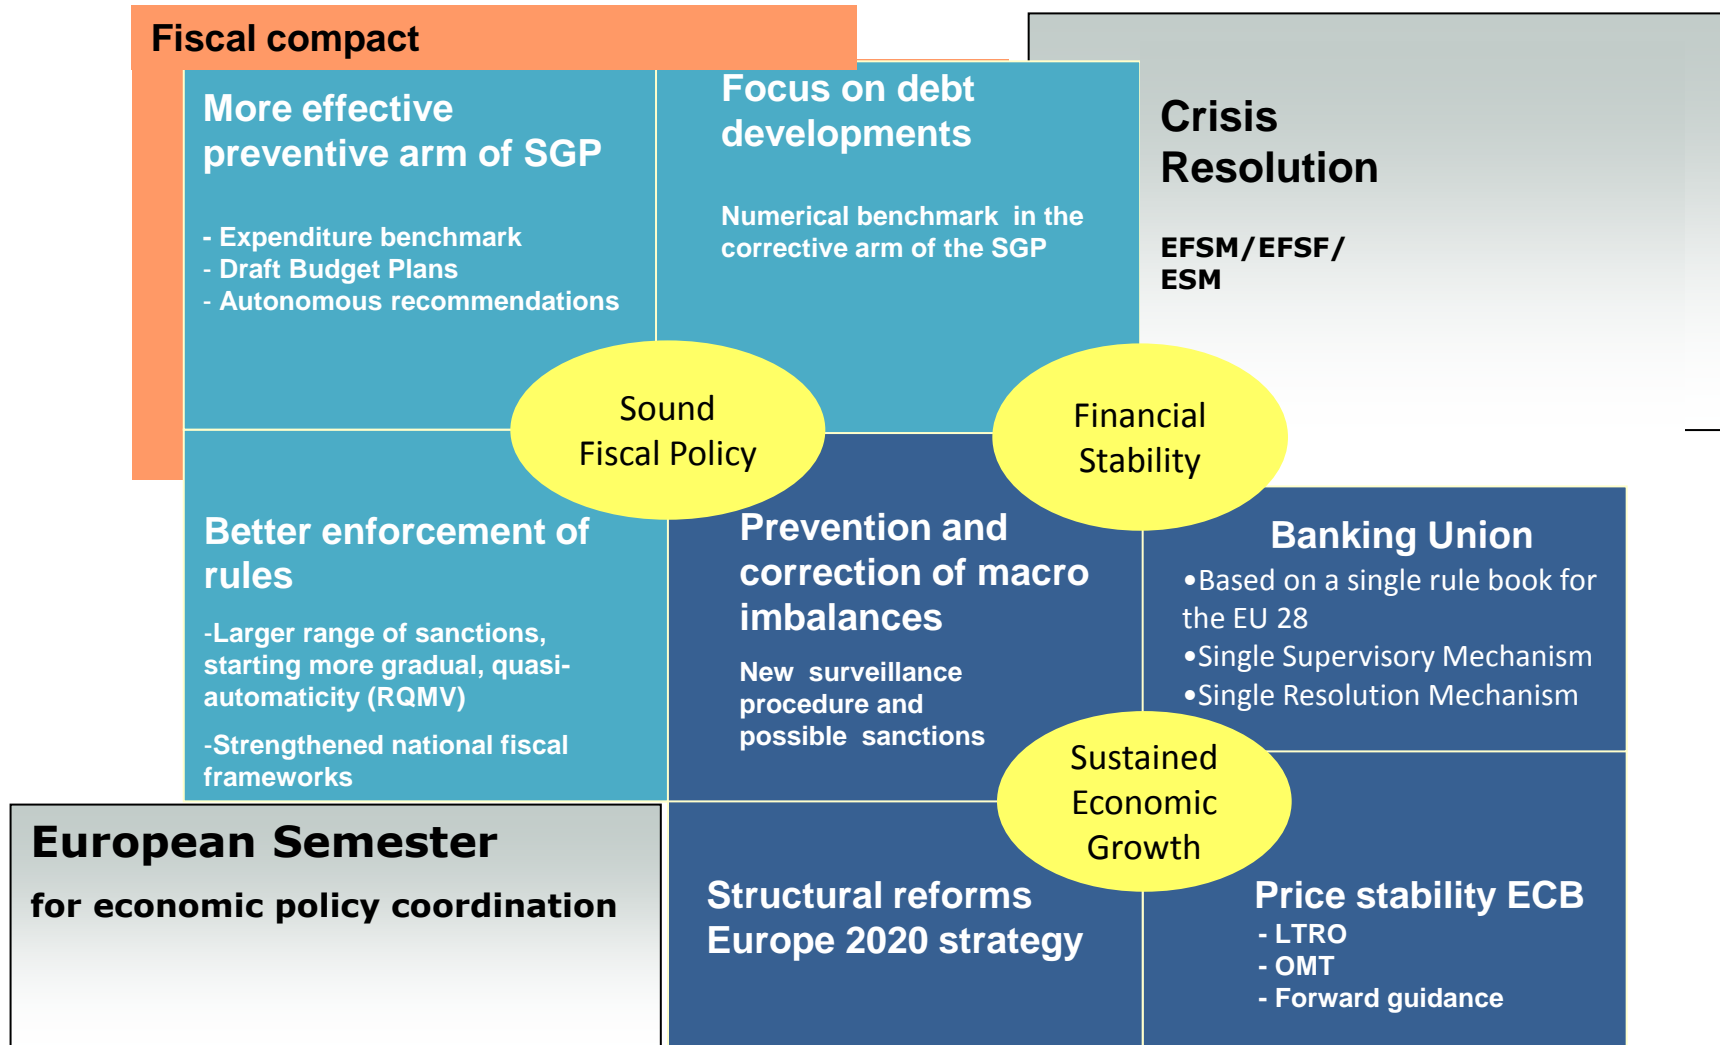 Fiscal compact
More effective
preventive arm of SGP
- Expenditure benchmark
- Draft Budget Plans
- Autonomous recommendations
Focus on debt
developments
Numerical benchmark in the
corrective arm of the SGP
Crisis
Resolution
EFSM/EFSF/
ESM
Sound
Fiscal Policy
Financial
Stability
Better enforcement of
rules
-Larger range of sanctions,
starting more gradual, quasi-
automaticity (RQMV)
-Strengthened national fiscal
frameworks
Prevention and
correction of macro
imbalances
New surveillance
procedure and
possible sanctions
Banking Union
•Based on a single rule book for
the EU 28
•Single Supervisory Mechanism
•Single Resolution Mechanism
Sustained
Economic
Growth
European Semester
for economic policy coordination
Structural reforms
Europe 2020 strategy
Price stability ECB
- LTRO
- OMT
- Forward guidance